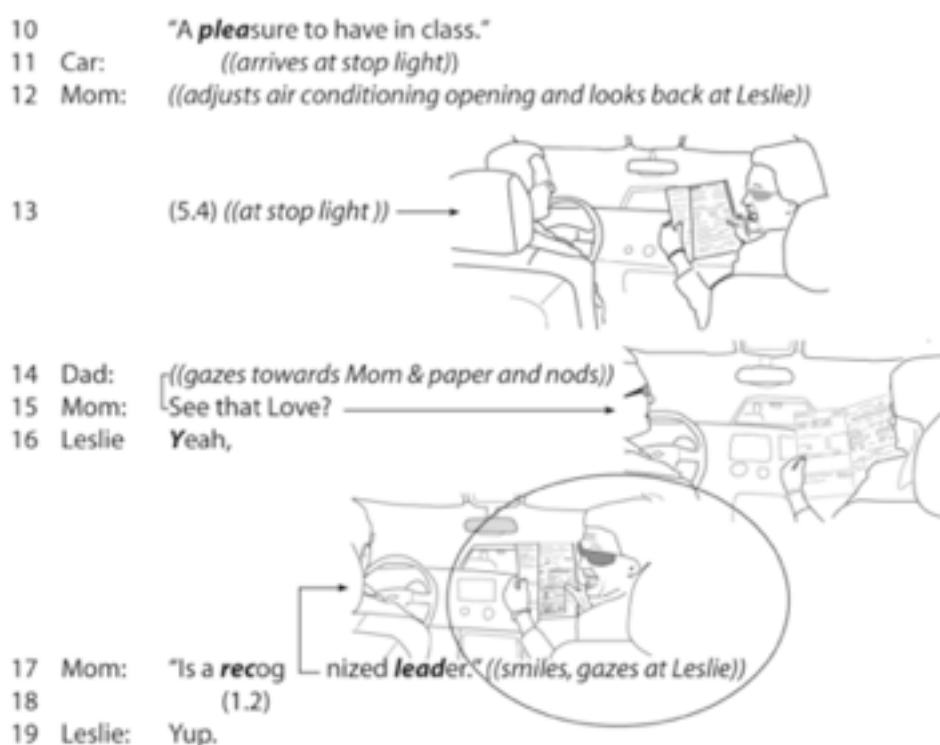 10 "A pleasure to have in class."
11 Car: ((arrives at stop light))
12 Mom: ((adjusts air conditioning opening and looks back at Leslie))
13 (5.4) ((at stop light ))
14 Dad: ((gazes towards Mom & paper and nods))
15 Mom: See that Love?
16 Leslie Yeah,
17 Mom: "Is a recog nized leader." ((smiles, gazes at Leslie))
18 (1.2)
19 Leslie: Yup.